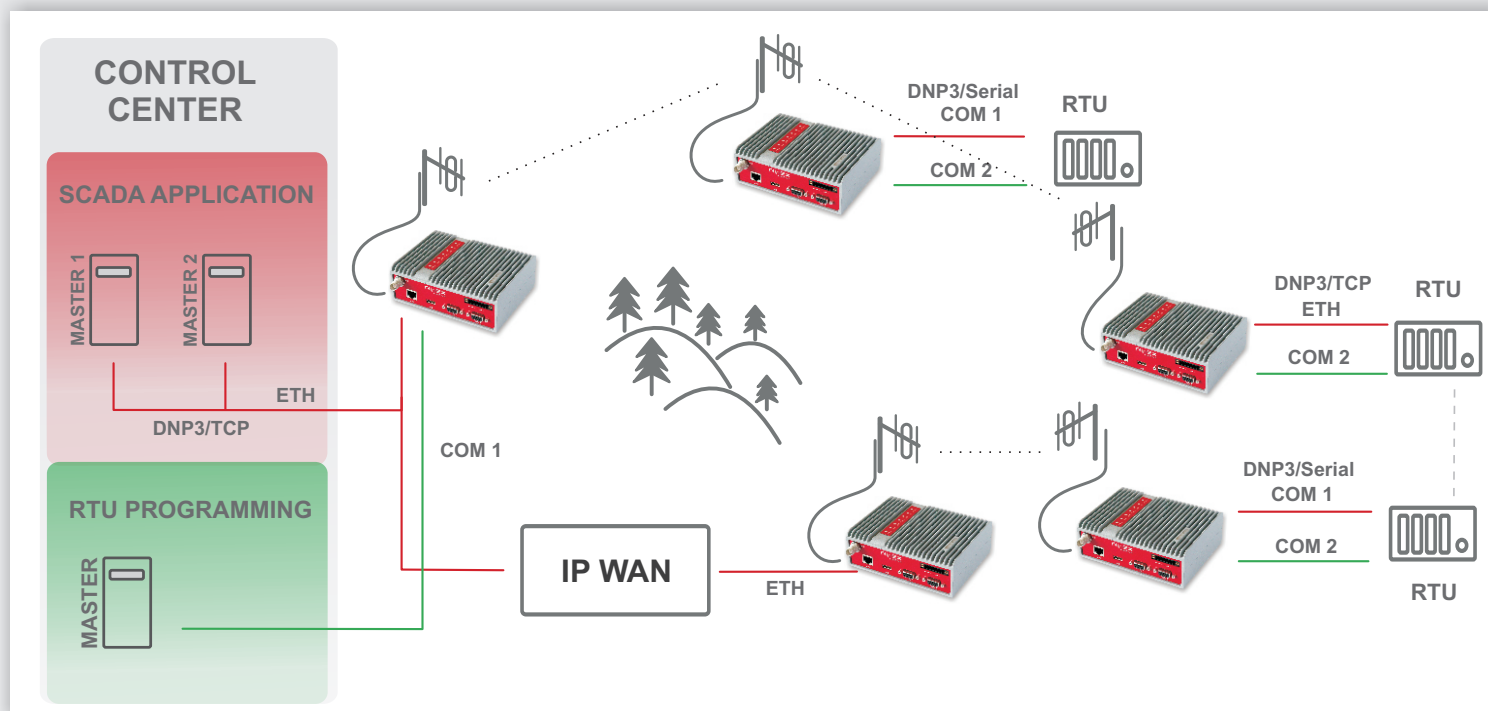 CONTROL
CENTER
SCADA APPLICATION
MASTER 1
MASTER 2
ETH
DNP3/TCP
RTU PROGRAMMING
MASTER
COM 1
IP WAN
ETH
DNP3/Serial
COM 1
COM 2
RTU
DNP3/TCP
ETH
COM 2
RTU
DNP3/Serial
COM 1
COM 2
RTU